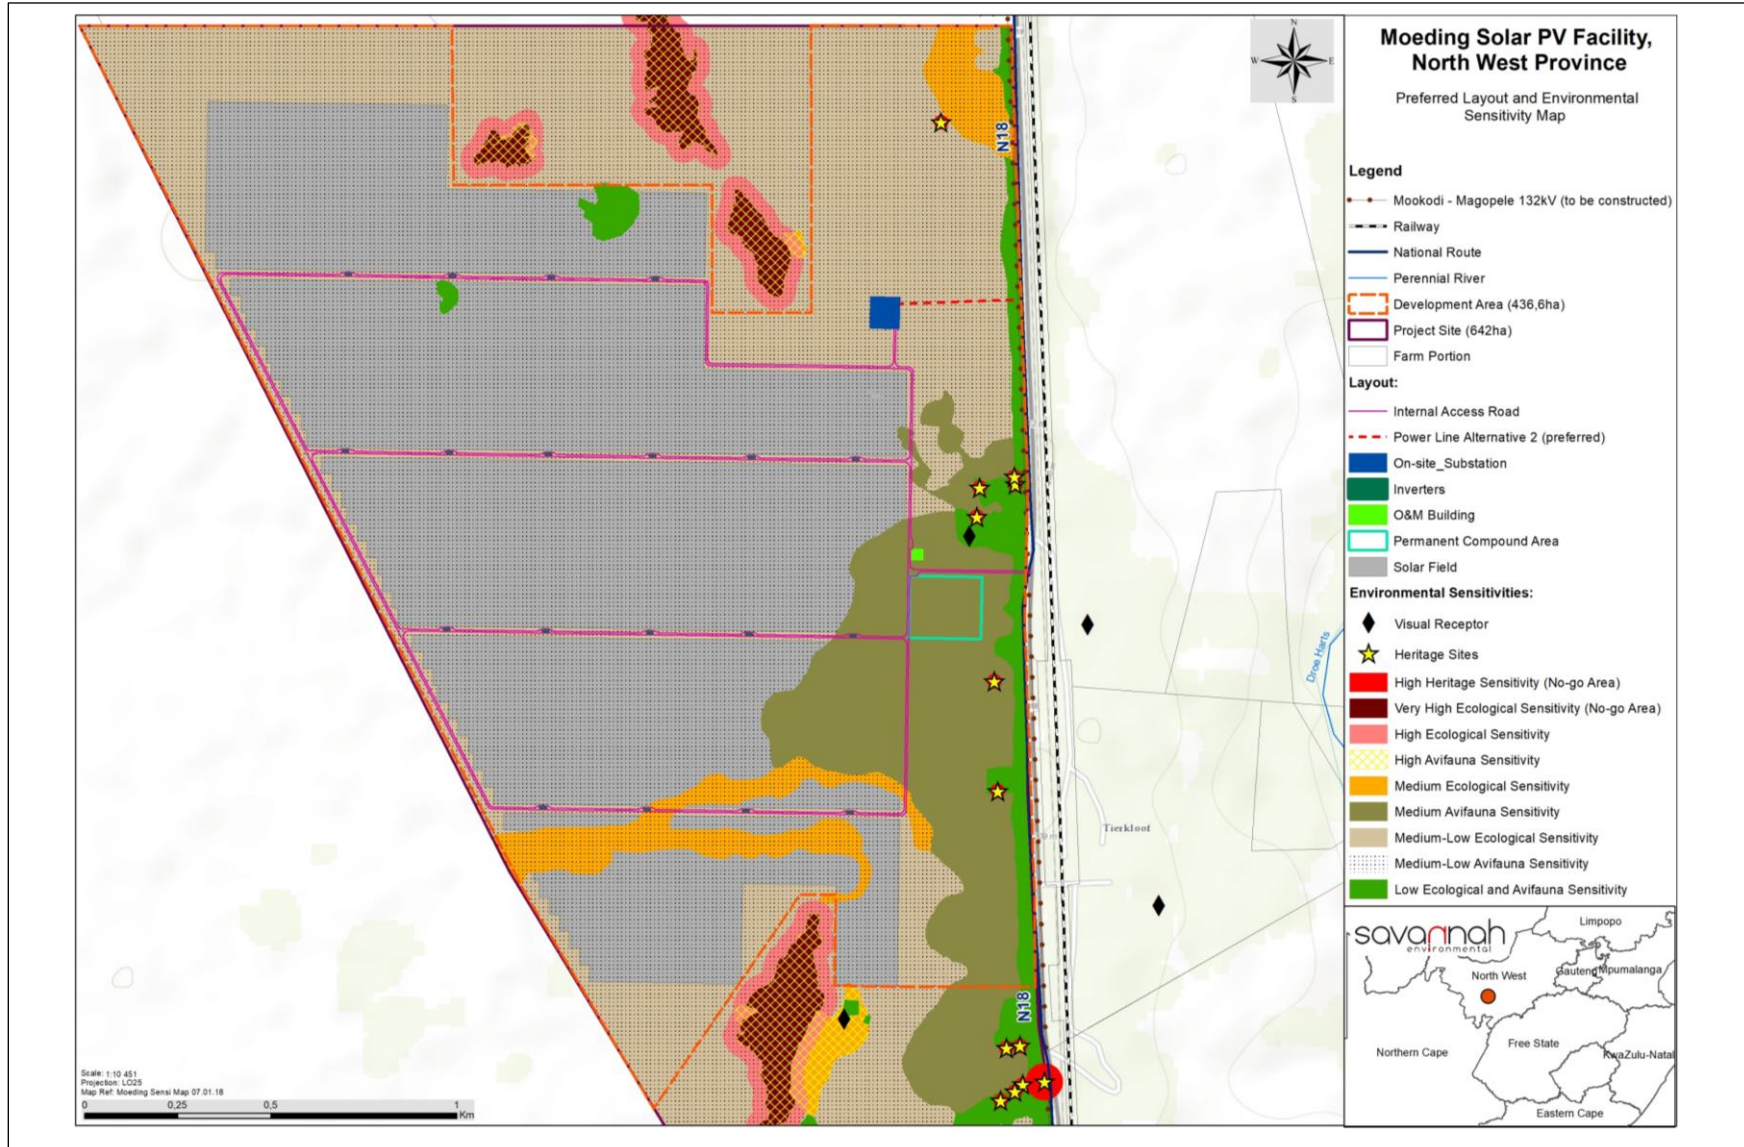 Moeding Solar PV Facility,
North West Province
Preferred Layout and Environmental
Sensitivity Map
Legend
Mookodi - Magopele 132kV (to be constructed)
Railway
National Route
Perennial River
Development Area (436,6ha)
Project Site (642ha)
Farm Portion
Layout:
Internal Access Road
Power Line Alternative 2 (preferred)
On-site_Substation
Inverters
O&M Building
Permanent Compound Area
Solar Field
Environmental Sensitivities:
Visual Receptor
Heritage Sites
High Heritage Sensitivity (No-go Area)
Very High Ecological Sensitivity (No-go Area)
High Ecological Sensitivity
High Avifauna Sensitivity
Medium Ecological Sensitivity
Medium Avifauna Sensitivity
Medium-Low Ecological Sensitivity
Medium-Low Avifauna Sensitivity
Low Ecological and Avifauna Sensitivity
savannah
environmental
Limpopo
North West
Gauteng
Mpumalanga
Northern Cape
Free State
KwaZulu-Natal
Eastern Cape
N
W
E
S
N18
Droe Harts
Tierkloof
N18
Scale: 1:10 451
Projection: LO25
Map Ref: Moeding Sensi Map 07.01.18
0 0,25 0,5 1
Km